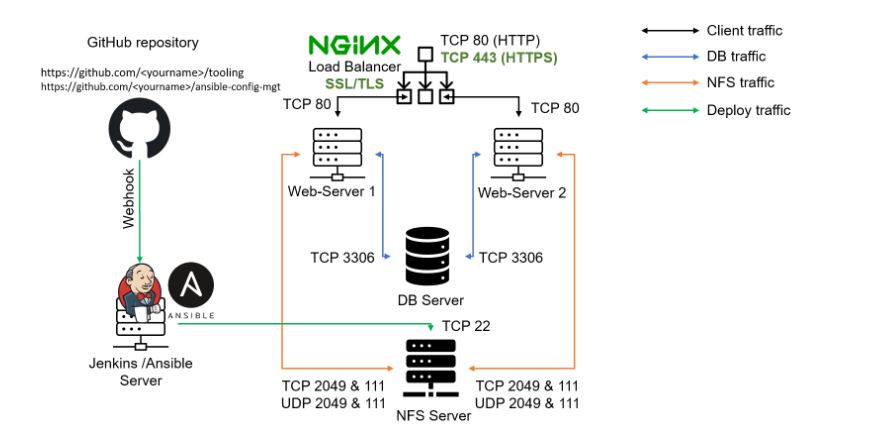 GitHub repository
https://github.com/<yourname>/tooling
https://github.com/<yourname>/ansible-config-mgt
Webhook
A
ANSIBLE
Jenkins /Ansible
Server
NGINX
Load Balancer
SSL/TLS
TCP 80 (HTTP)
TCP 443 (HTTPS)
TCP 80
TCP 80
Web-Server 1
Web-Server 2
TCP 3306
TCP 3306
DB Server
TCP 22
TCP 2049 & 111
UDP 2049 & 111
TCP 2049 & 111
UDP 2049 & 111
NFS Server
Client traffic
DB traffic
NFS traffic
Deploy traffic